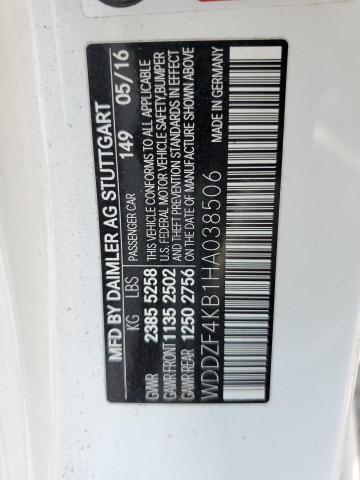 MFD BY DAIMLER AG STUTTGART
PASSENGER CAR 149 05/16
KG LBS THIS VEHICLE CONFORMS TO ALL APPLICABLE
U.S. FEDERAL MOTOR VEHICLE SAFETY, BUMPER
GVWR 2385 5258 AND THEFT PREVENTION STANDARDS IN EFFECT
GAWR FRONT 1135 2502 ON THE DATE OF MANUFACTURE SHOWN ABOVE
GAWR REAR 1250 2756 MADE IN GERMANY
WDDZF4KB1HA038506